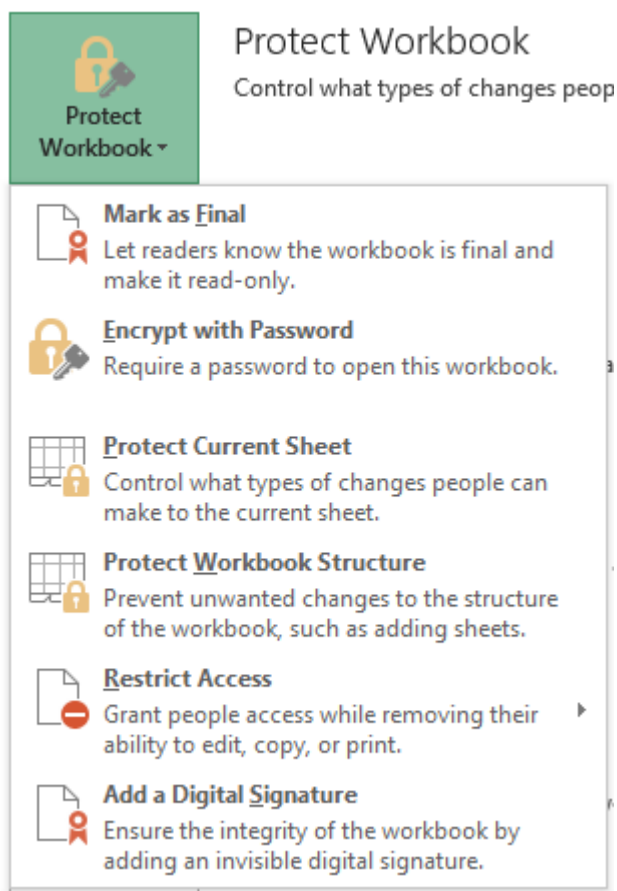 Protect Workbook
Control what types of changes peop
Protect
Workbook
Mark as Final
Let readers know the workbook is final and
make it read-only.
Encrypt with Password
Require a password to open this workbook.
Protect Current Sheet
Control what types of changes people can
make to the current sheet.
Protect Workbook Structure
Prevent unwanted changes to the structure
of the workbook, such as adding sheets.
Restrict Access
Grant people access while removing their
ability to edit, copy, or print.
Add a Digital Signature
Ensure the integrity of the workbook by
adding an invisible digital signature.